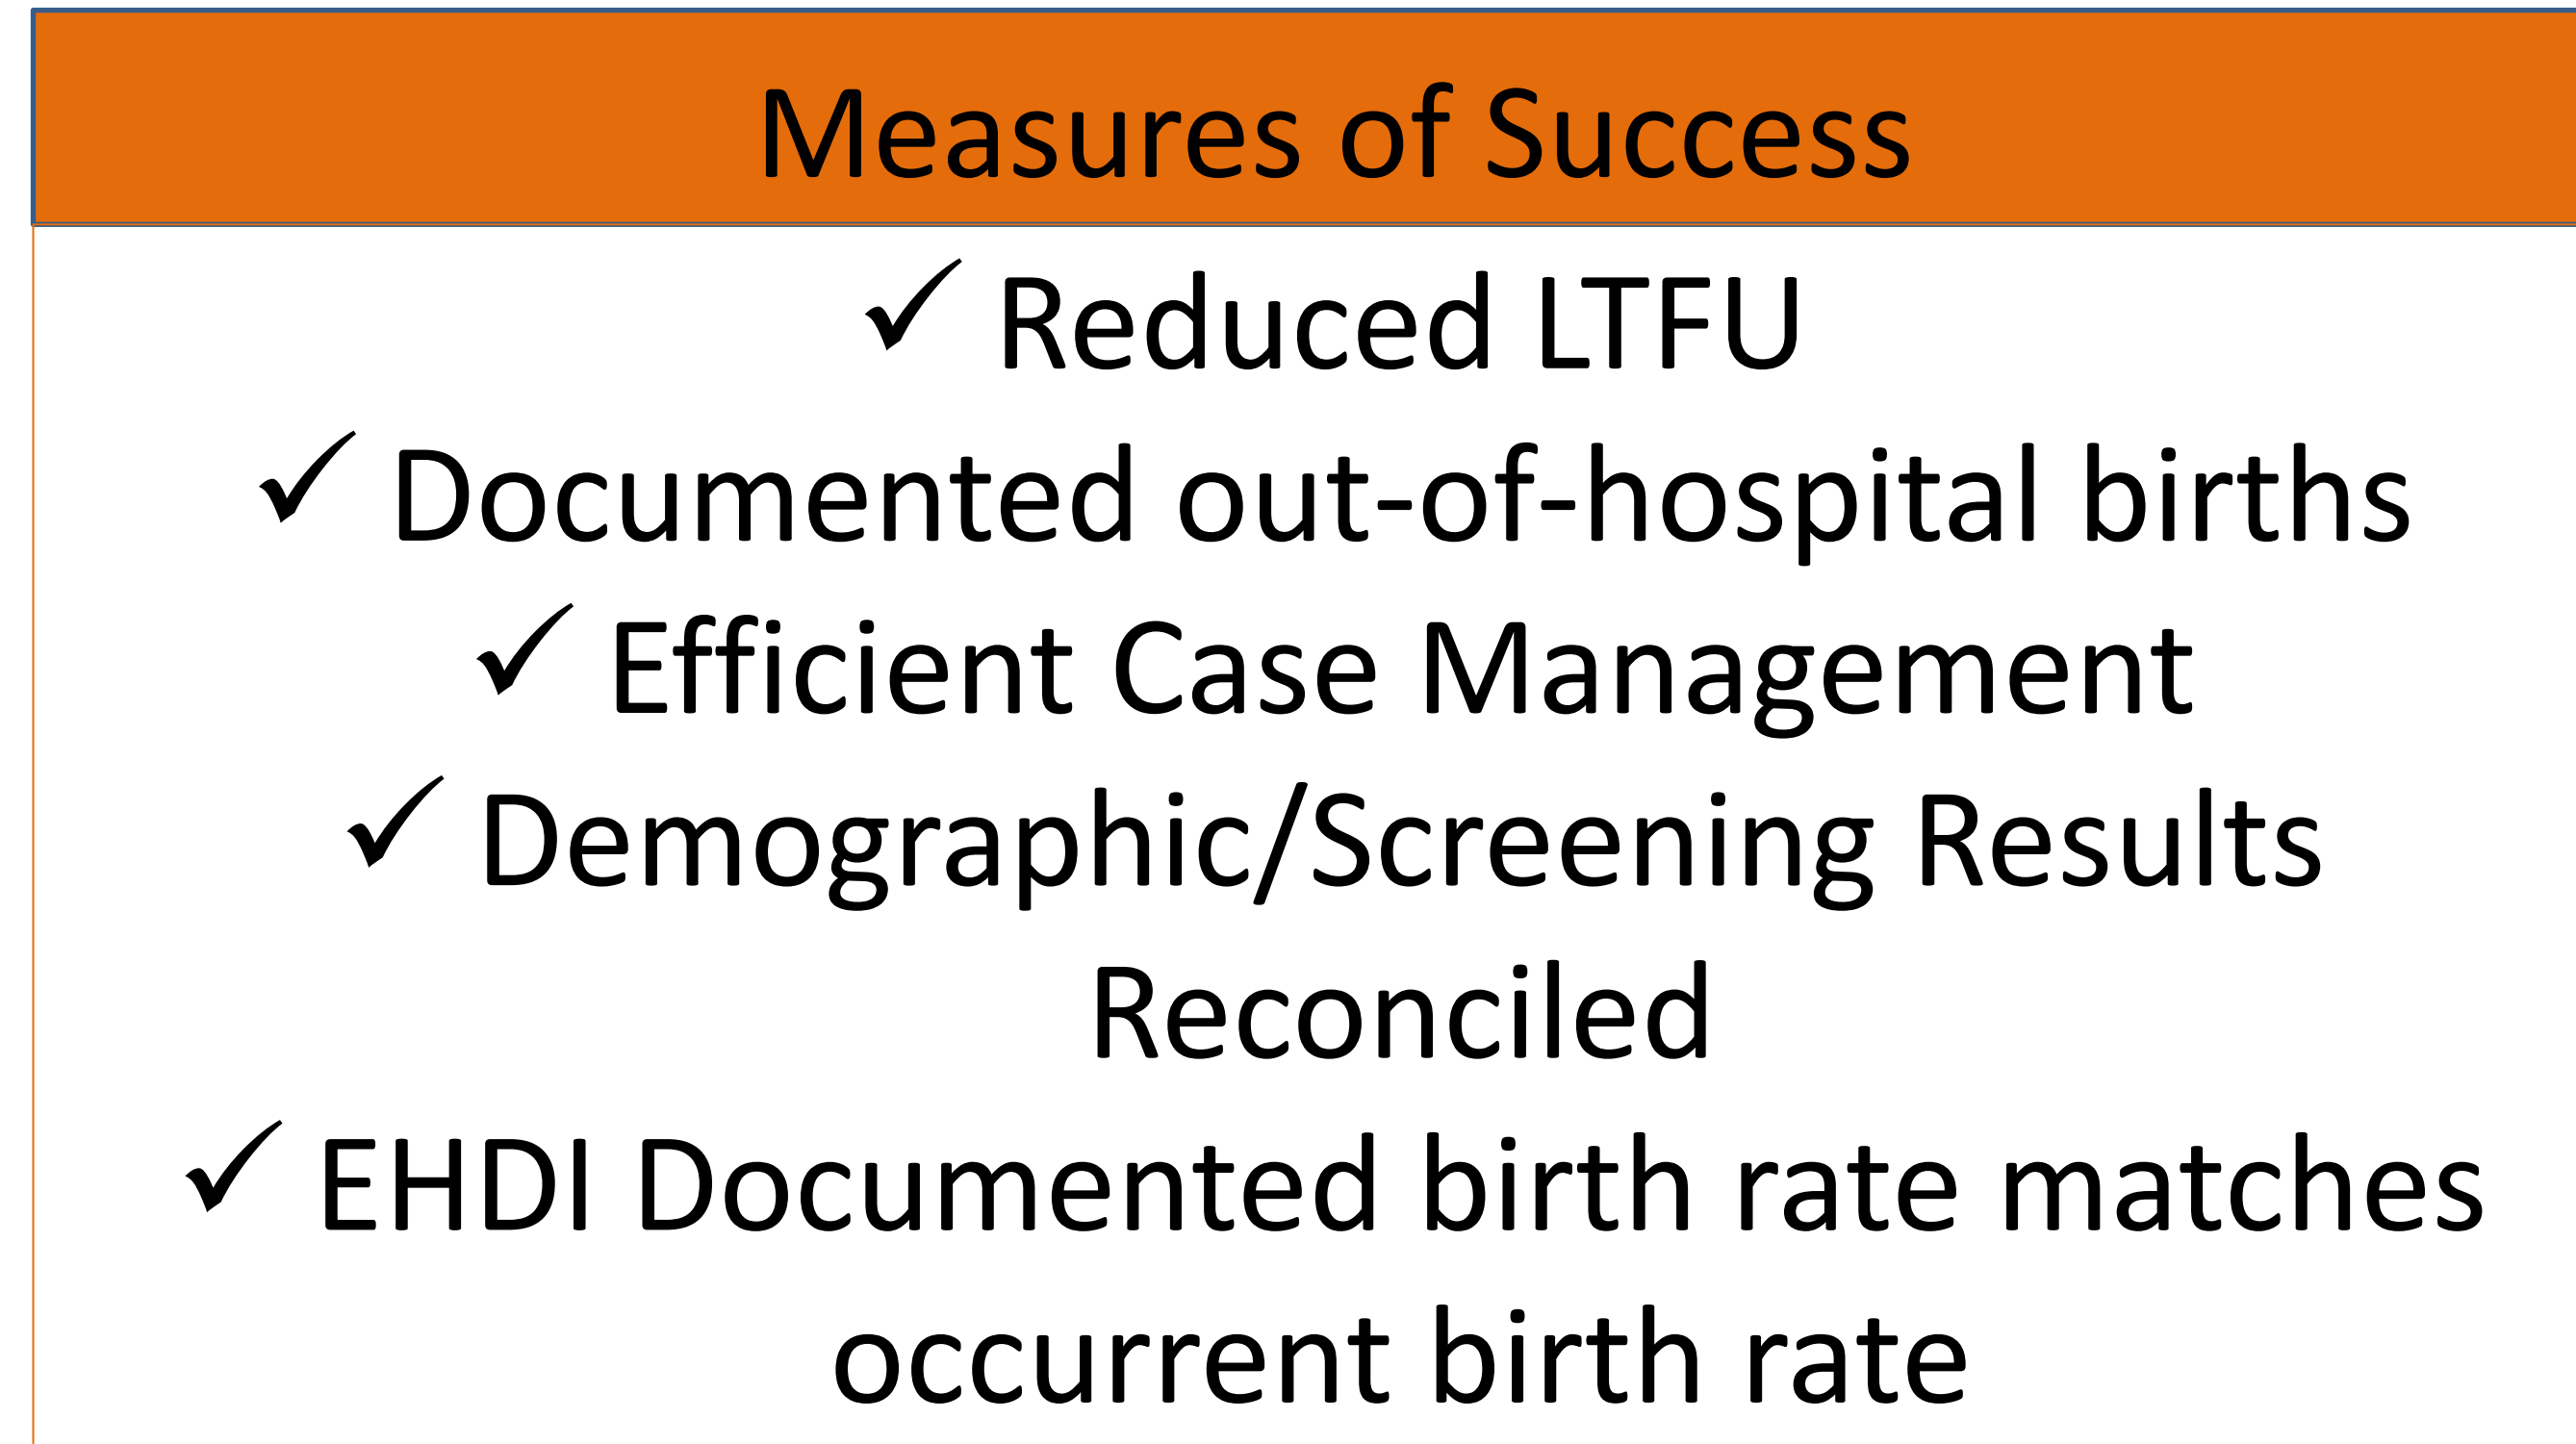 Measures of Success
✓ Reduced LTFU
✓ Documented out-of-hospital births
✓ Efficient Case Management
✓ Demographic/Screening Results
Reconciled
✓ EHDI Documented birth rate matches
occurrent birth rate